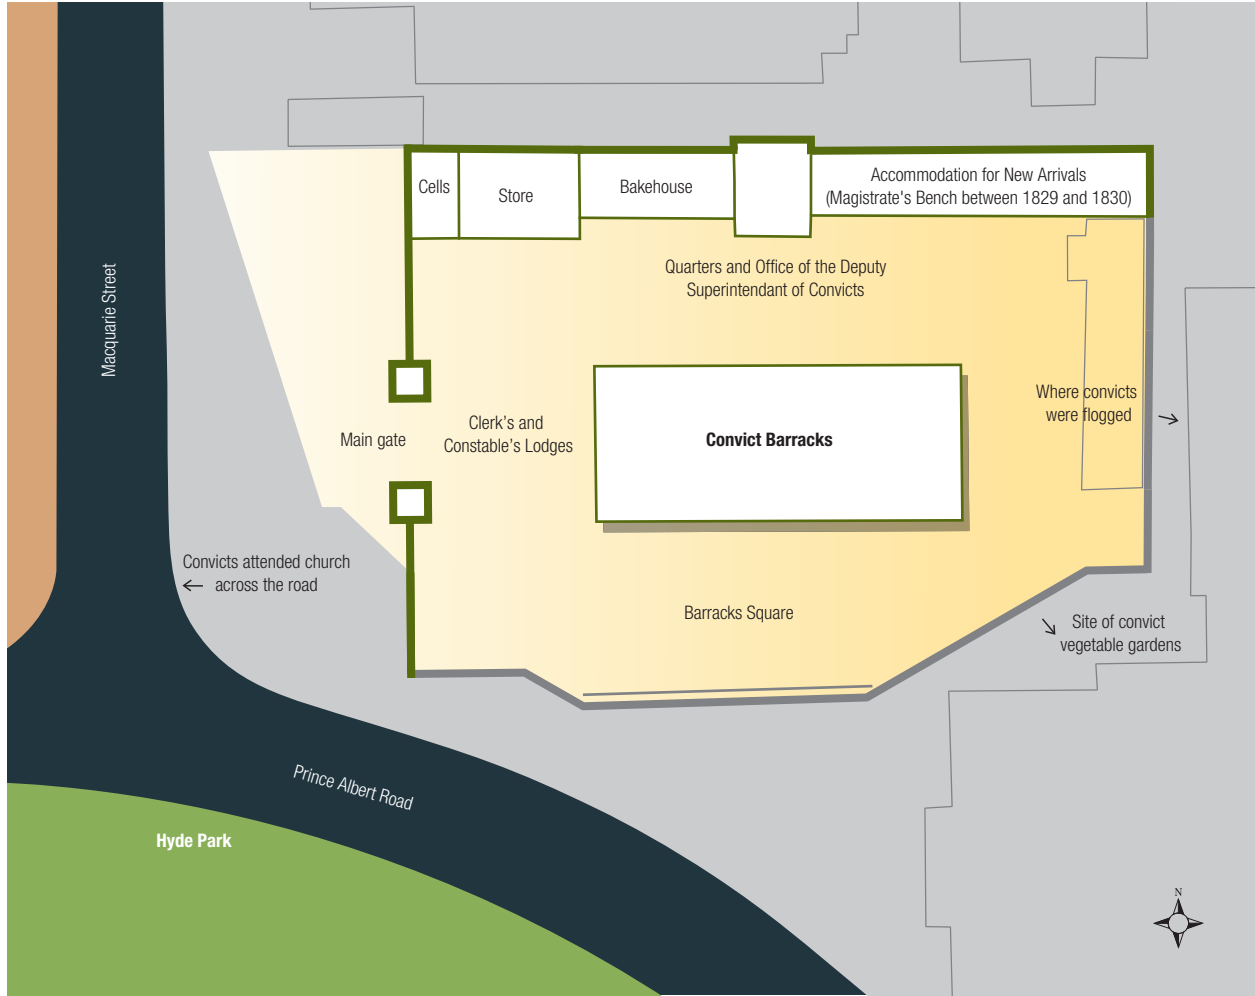 Cells
Store
Bakehouse
Accommodation for New Arrivals
(Magistrate's Bench between 1829 and 1830)
Quarters and Office of the Deputy
Superintendant of Convicts
Macquarie Street
Where convicts
were flogged
Main gate
Clerk's and
Constable's Lodges
Convict Barracks
Convicts attended church
← across the road
Barracks Square
Site of convict
vegetable gardens
Prince Albert Road
Hyde Park
N